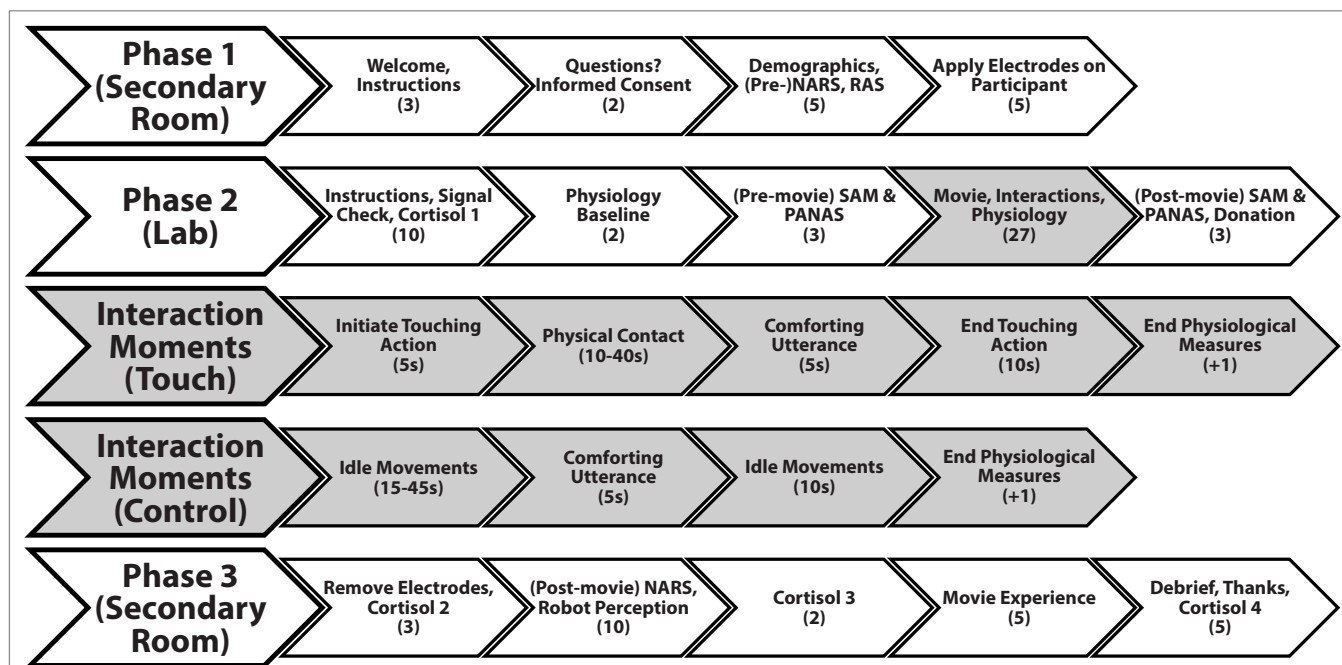 Phase 1
(Secondary
Room)
Welcome,
Instructions
(3)
Questions?
Informed Consent
(2)
Demographics,
(Pre-)NARS, RAS
(5)
Apply Electrodes on
Participant
(5)
Phase 2
(Lab)
Instructions, Signal
Check, Cortisol 1
(10)
Physiology
Baseline
(2)
(Pre-movie) SAM &
PANAS
(3)
Movie, Interactions,
Physiology
(27)
(Post-movie) SAM &
PANAS, Donation
(3)
Interaction
Moments
(Touch)
Initiate Touching
Action
(5s)
Physical Contact
(10-40s)
Comforting
Utterance
(5s)
End Touching
Action
(10s)
End Physiological
Measures
(+1)
Interaction
Moments
(Control)
Idle Movements
(15-45s)
Comforting
Utterance
(5s)
Idle Movements
(10s)
End Physiological
Measures
(+1)
Phase 3
(Secondary
Room)
Remove Electrodes,
Cortisol 2
(3)
(Post-movie) NARS,
Robot Perception
(10)
Cortisol 3
(2)
Movie Experience
(5)
Debrief, Thanks,
Cortisol 4
(5)